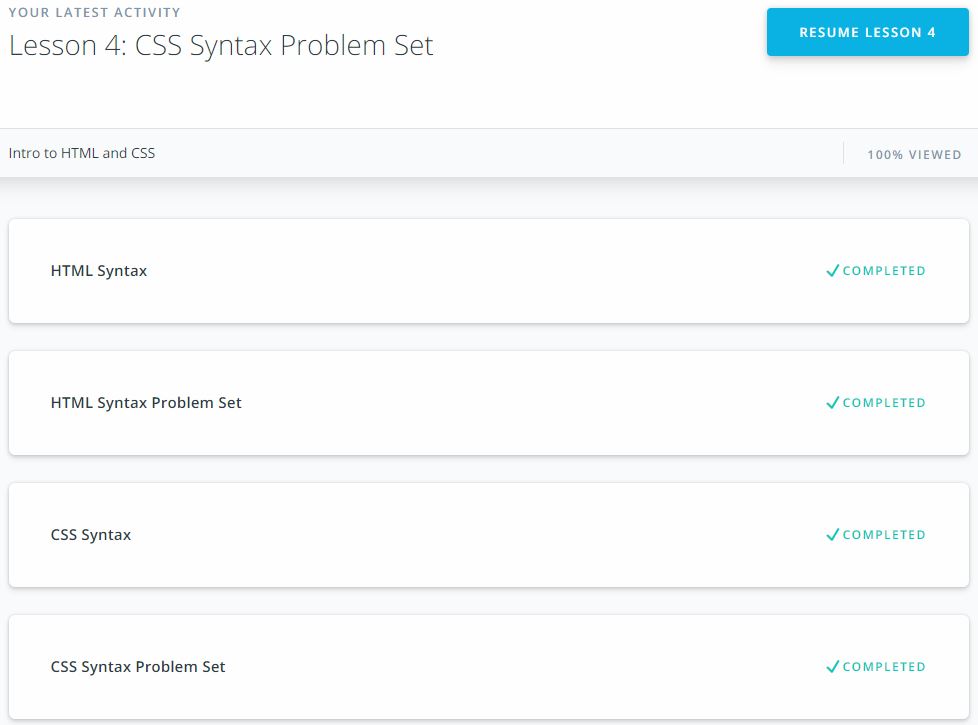 YOUR LATEST ACTIVITY
Lesson 4: CSS Syntax Problem Set
RESUME LESSON 4
Intro to HTML and CSS
100% VIEWED
HTML Syntax
COMPLETED
HTML Syntax Problem Set
COMPLETED
CSS Syntax
COMPLETED
CSS Syntax Problem Set
COMPLETED